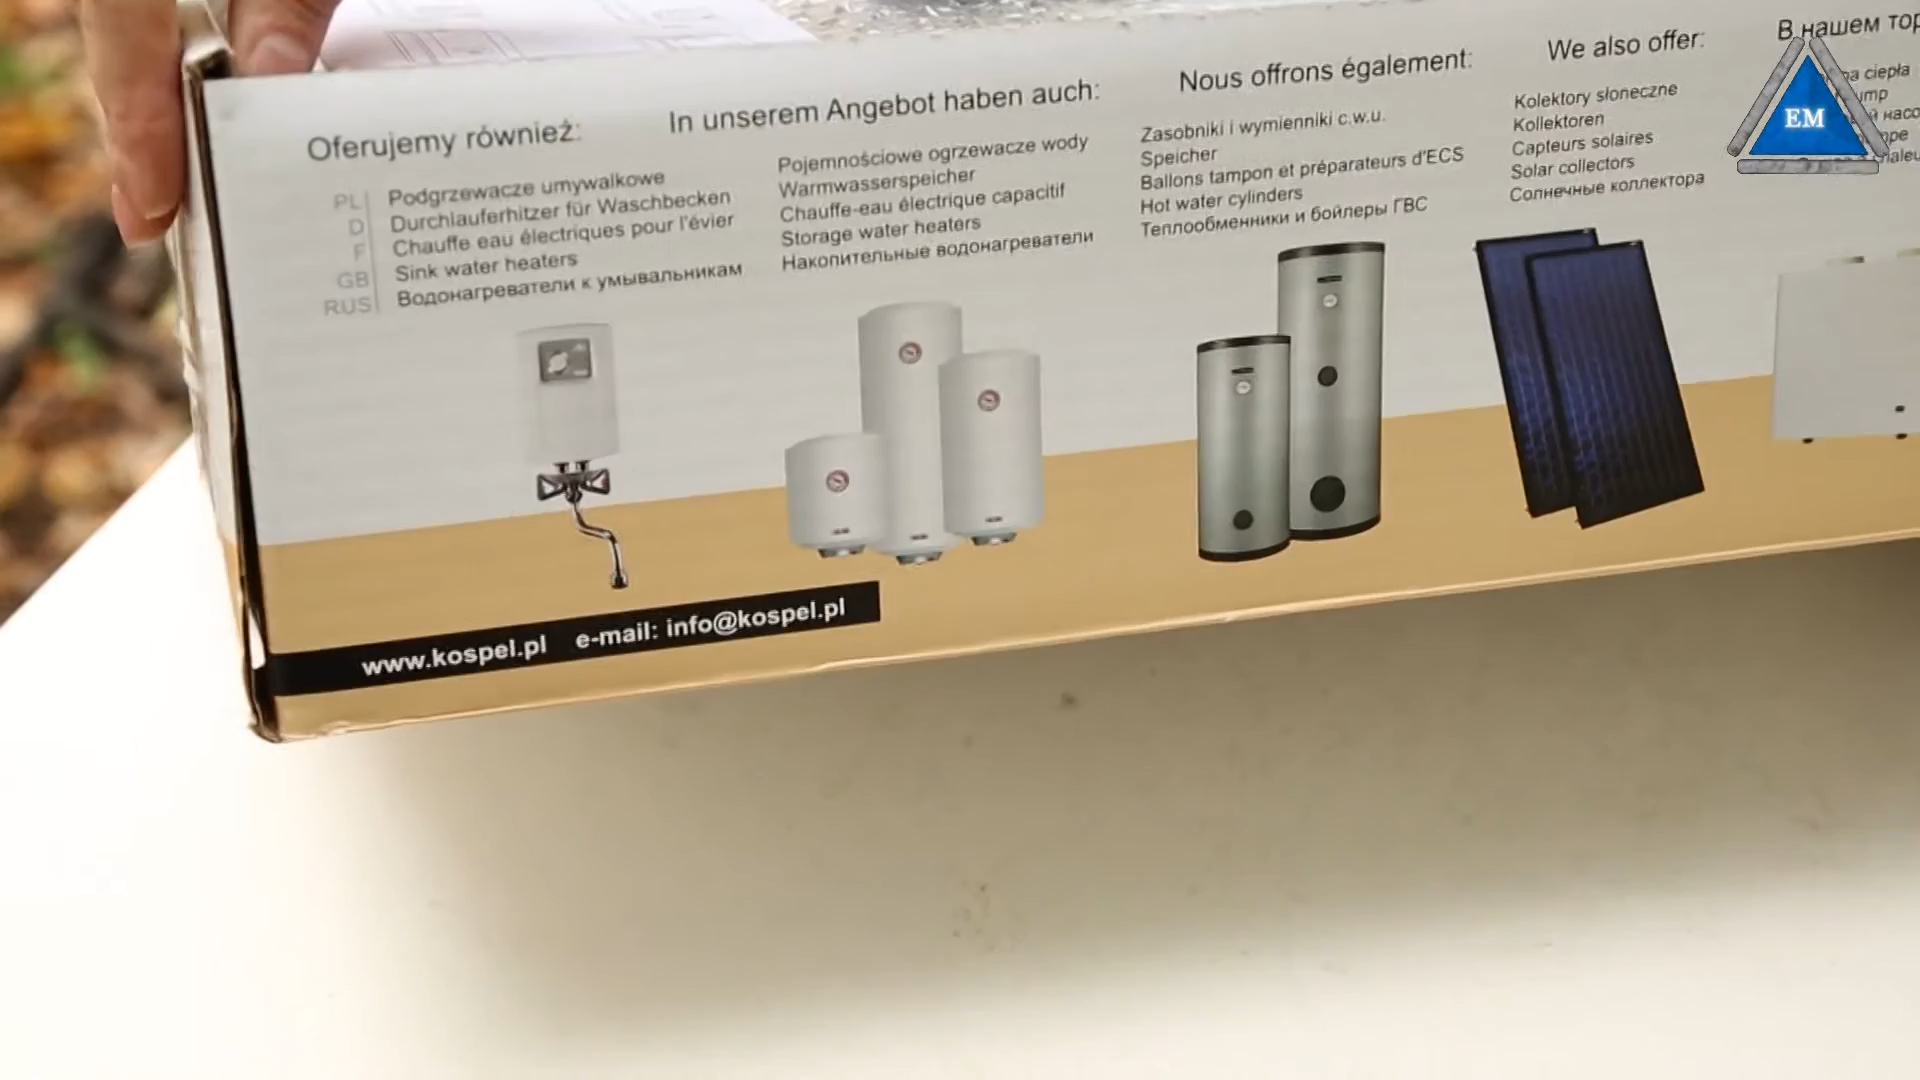 Oferujemy również:
In unserem Angebot haben auch:
Nous offrons également:
We also offer:
В нашем
PL
D
F
GB
RUS
Podgrzewacze umywalkowe
Durchlauferhitzer für Waschbecken
Chauffe eau électriques pour l'évier
Sink water heaters
Водонагреватели к умывальникам
Pojemnościowe ogrzewacze wody
Warmwasserspeicher
Chauffe-eau électrique capacitif
Storage water heaters
Накопительные водонагреватели
Zasobniki i wymienniki c.w.u.
Speicher
Ballons tampon et préparateurs d'ECS
Hot water cylinders
Теплообменники и бойлеры ГВС
Kolektory słoneczne
Kollektoren
Capteurs solaires
Solar collectors
Солнечные коллектора
ciepła
EM
www.kospel.pl e-mail: info@kospel.pl